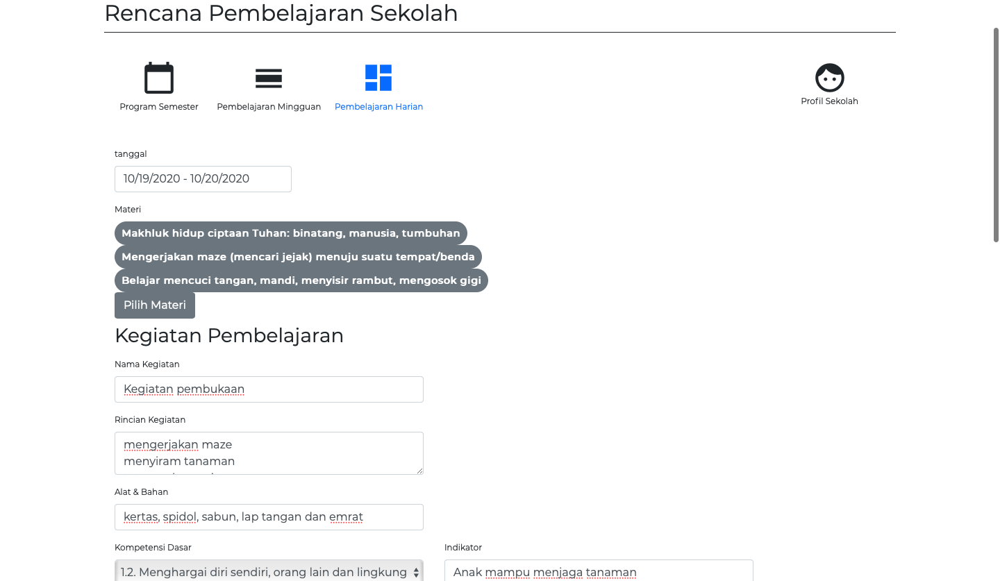 Rencana Pembelajaran Sekolah
Program Semester
Pembelajaran Mingguan
Pembelajaran Harian
Profil Sekolah
tanggal
10/19/2020 - 10/20/2020
Materi
Makhluk hidup ciptaan Tuhan: binatang, manusia, tumbuhan
Mengerjakan maze (mencari jejak) menuju suatu tempat/benda
Belajar mencuci tangan, mandi, menyisir rambut, mengosok gigi
Pilih Materi
Kegiatan Pembelajaran
Nama Kegiatan
Kegiatan pembukaan
Rincian Kegiatan
mengerjakan maze
menyiram tanaman
Alat & Bahan
kertas, spidol, sabun, lap tangan dan emrat
Kompetensi Dasar
Indikator
1.2. Menghargai diri sendiri, orang lain dan lingkung
Anak mampu menjaga tanaman